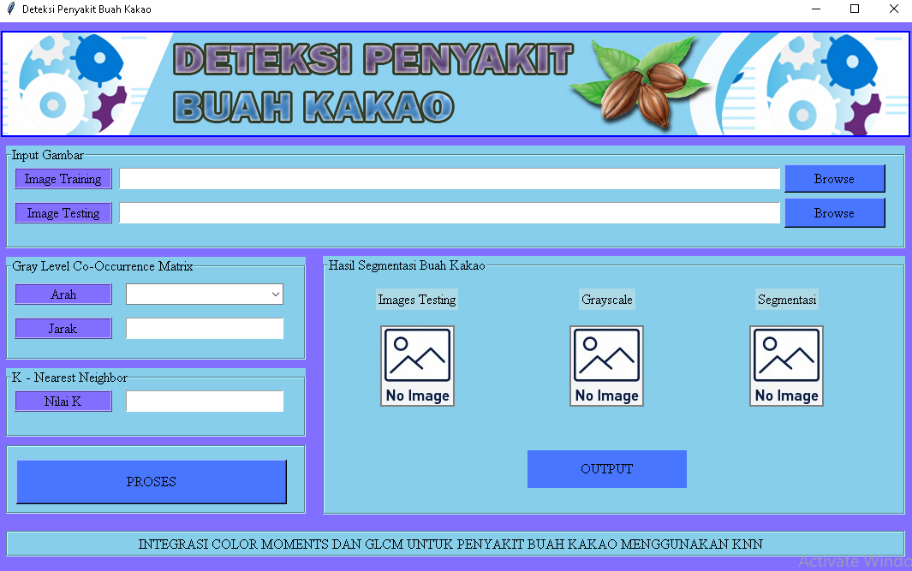 Deteksi Penyakit Buah Kakao
DETEKSI PENYAKIT
BUAH KAKAO
Input Gambar
Image Training
Browse
Image Testing
Browse
Gray Level Co-Occurrence Matrix
Arah
Jarak
K - Nearest Neighbor
Nilai K
PROSES
Hasil Segmentasi Buah Kakao
Images Testing
Grayscale
Segmentasi
No Image
No Image
No Image
OUTPUT
INTEGRASI COLOR MOMENTS DAN GLCM UNTUK PENYAKIT BUAH KAKAO MENGGUNAKAN KNN
Activate Windo